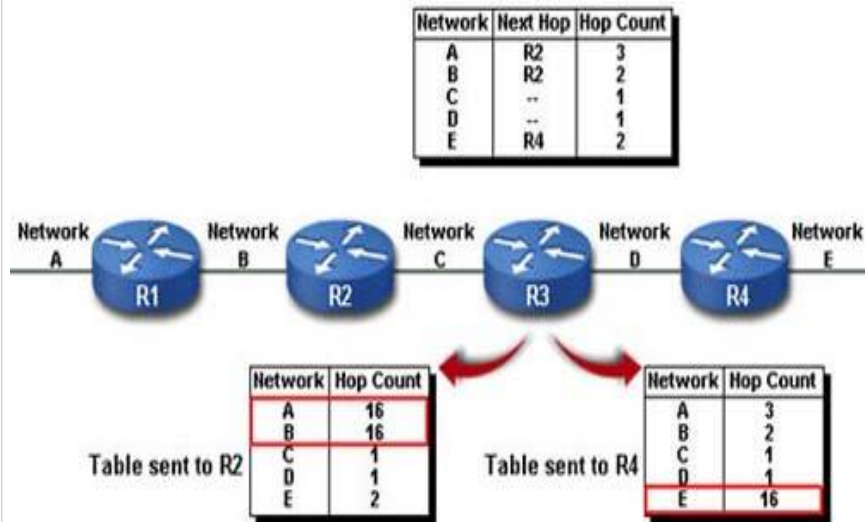 Network Next Hop Hop Count
A R2 3
B R2 2
C -- 1
D -- 1
E R4 2
Network Network Network Network Network
A B C D E
R1 R2 R3 R4
Network Hop Count
A 16
B 16
C 1
D 1
E 2
Table sent to R2
Network Hop Count
A 3
B 2
C 1
D 1
E 16
Table sent to R4